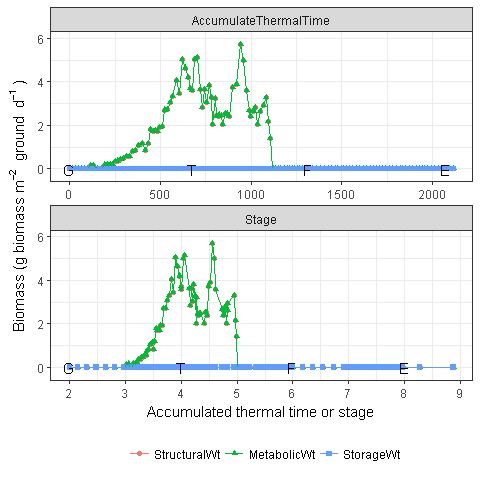 AccumulateThermalTime
6
4
2
0
O T I E
0 500 1000 1500 2000
Stage
6
4
2
0
O T I E
2 3 4 5 6 7 8 9
Biomass (g biomass m⁻² ground d⁻¹ )
Accumulated thermal time or stage
StructuralWt MetabolicWt StorageWt